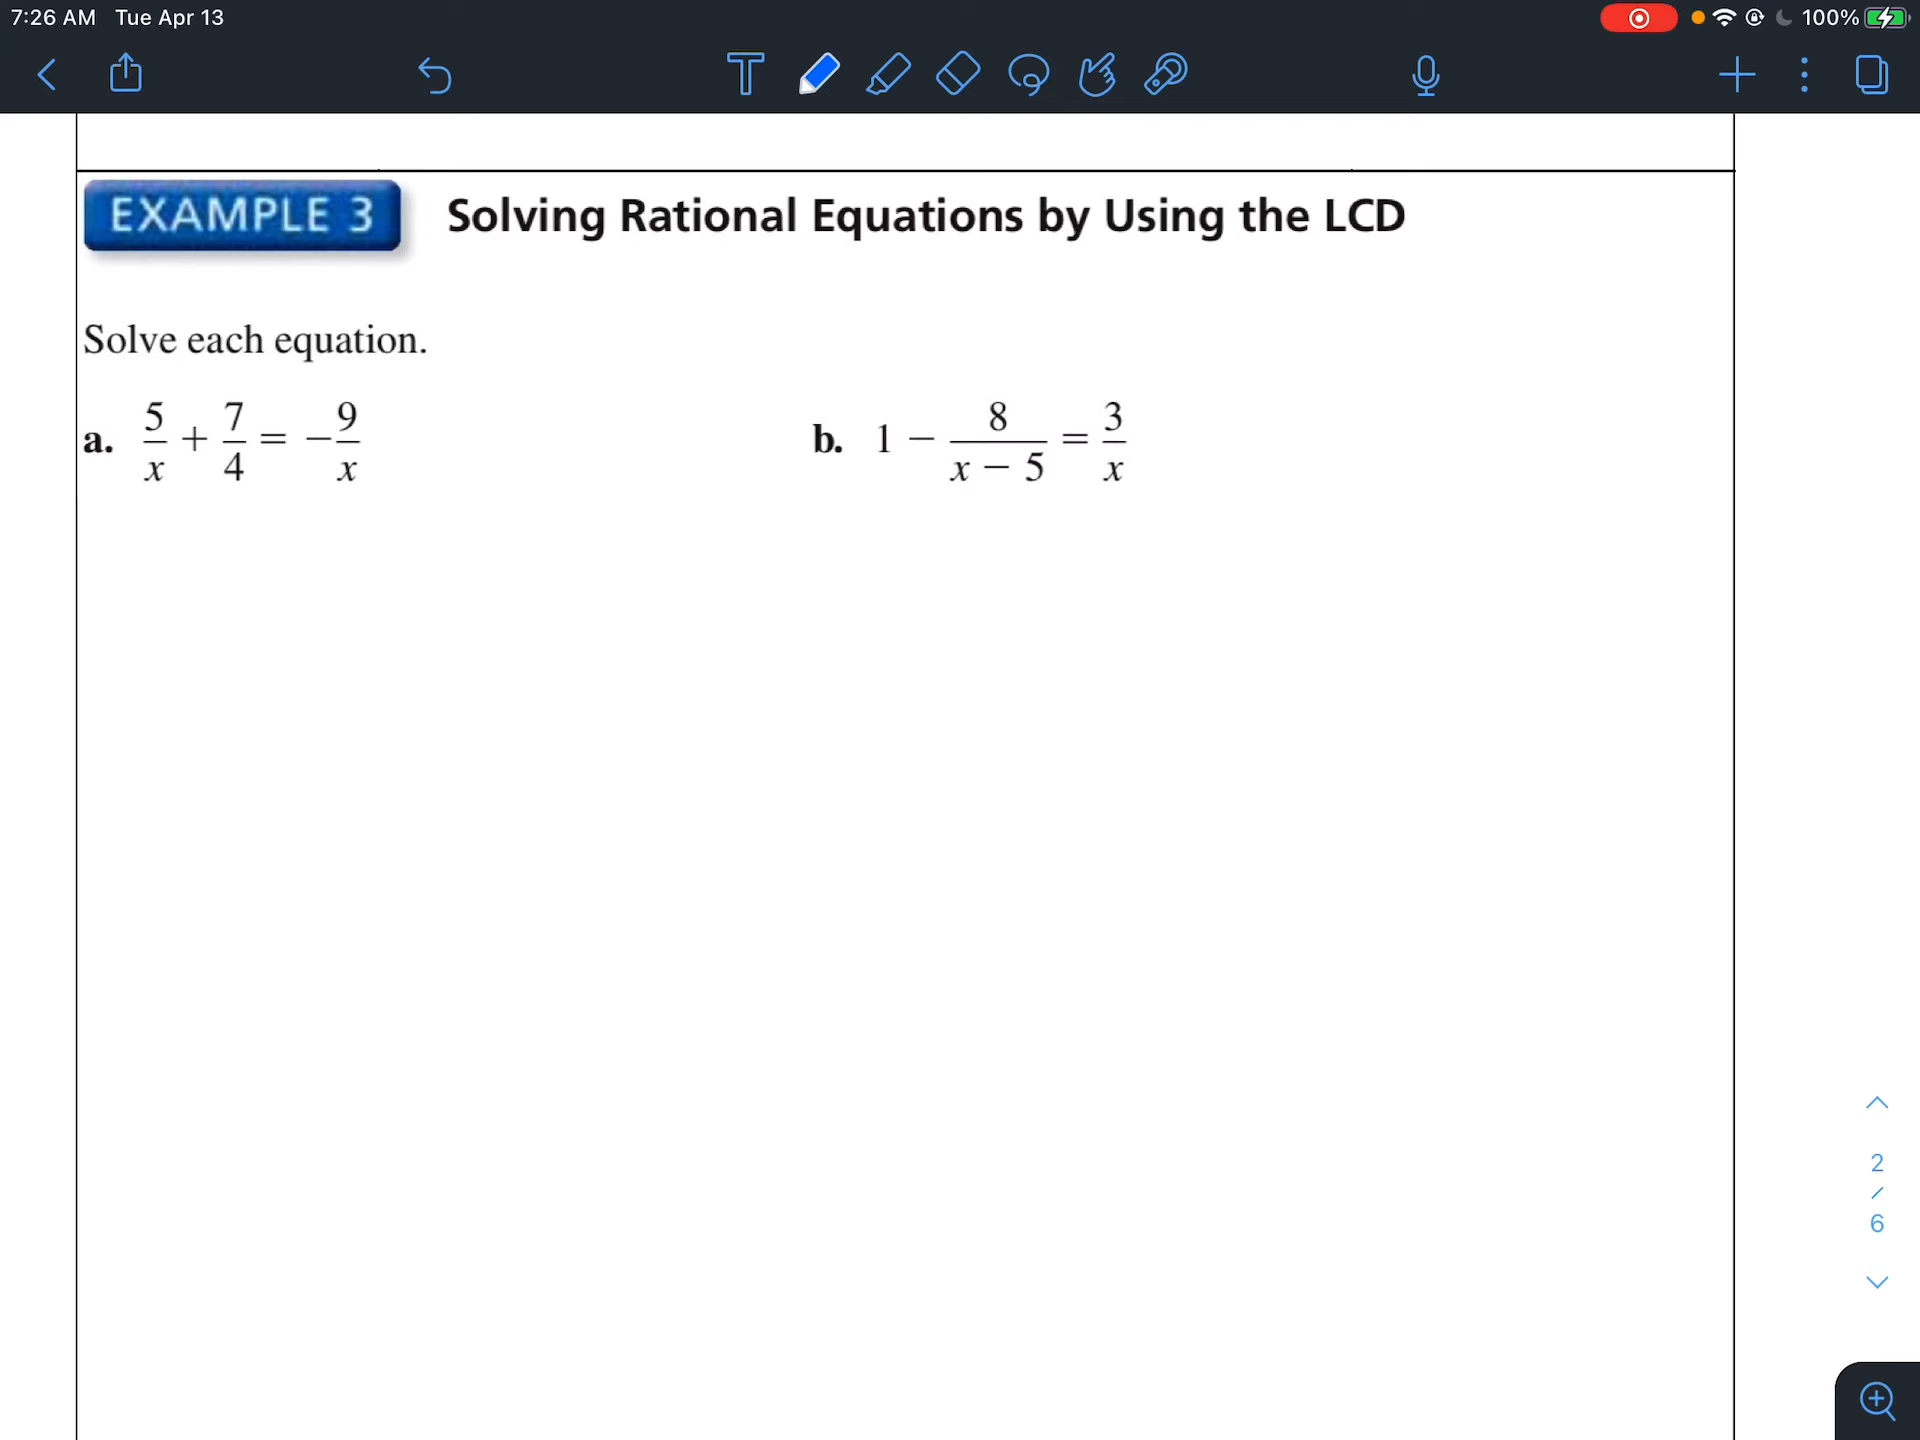 7:26 AM Tue Apr 13
100%
EXAMPLE 3 Solving Rational Equations by Using the LCD
Solve each equation.
a. 5/x + 7/4 = −9/x
b. 1 − 8/(x − 5) = 3/x
2
/
6